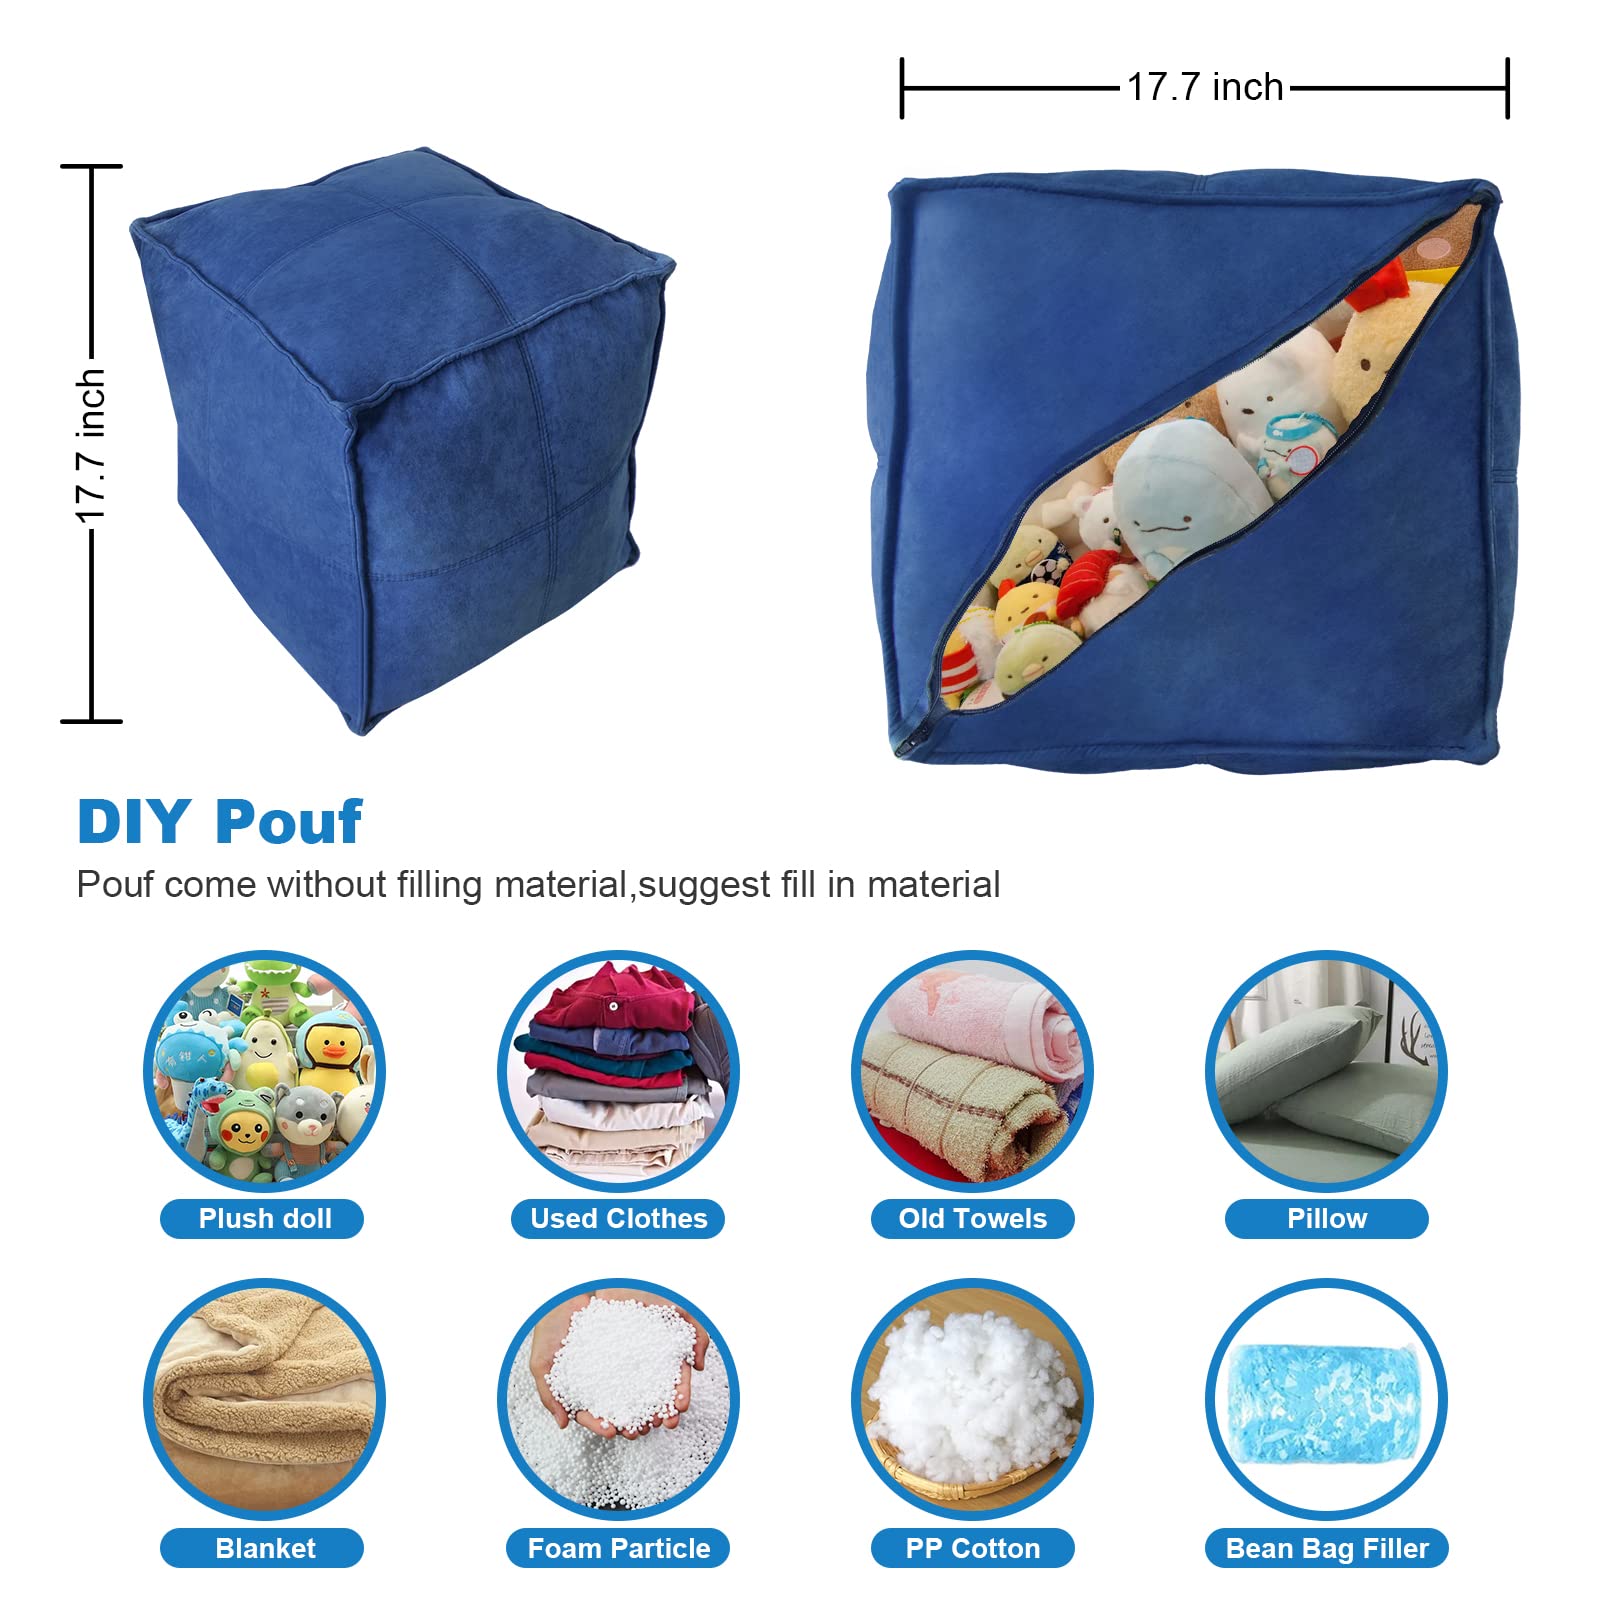 17.7 inch
17.7 inch
DIY Pouf
Pouf come without filling material,suggest fill in material
Plush doll
Used Clothes
Old Towels
Pillow
Blanket
Foam Particle
PP Cotton
Bean Bag Filler